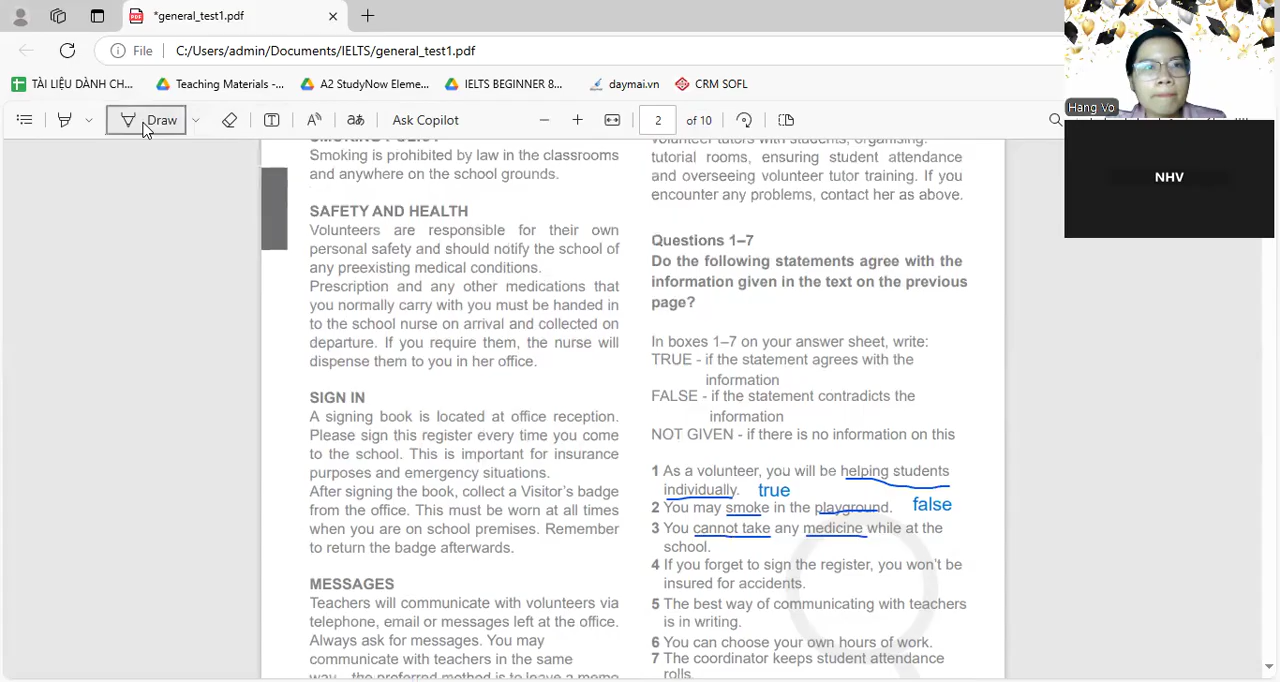 *general_test1.pdf
File C:/Users/admin/Documents/IELTS/general_test1.pdf
TÀI LIỆU DÀNH CH... Teaching Materials -... A2 StudyNow Eleme... IELTS BEGINNER 8... daymai.vn CRM SOFL
Draw Ask Copilot 2 of 10
Hang Vo
NHV
Smoking is prohibited by law in the classrooms
and anywhere on the school grounds.
SAFETY AND HEALTH
Volunteers are responsible for their own
personal safety and should notify the school of
any preexisting medical conditions.
Prescription and any other medications that
you normally carry with you must be handed in
to the school nurse on arrival and collected on
departure. If you require them, the nurse will
dispense them to you in her office.
SIGN IN
A signing book is located at office reception.
Please sign this register every time you come
to the school. This is important for insurance
purposes and emergency situations.
After signing the book, collect a Visitor's badge
from the office. This must be worn at all times
when you are on school premises. Remember
to return the badge afterwards.
MESSAGES
Teachers will communicate with volunteers via
telephone, email or messages left at the office.
Always ask for messages. You may
communicate with teachers in the same
way – the preferred method is to leave a memo
volunteer tutors with students, organising.
tutorial rooms, ensuring student attendance
and overseeing volunteer tutor training. If you
encounter any problems, contact her as above.
Questions 1–7
Do the following statements agree with the
information given in the text on the previous
page?
In boxes 1–7 on your answer sheet, write:
TRUE - if the statement agrees with the
information
FALSE - if the statement contradicts the
information
NOT GIVEN - if there is no information on this
1 As a volunteer, you will be helping students
individually. true
2 You may smoke in the playground. false
3 You cannot take any medicine while at the
school.
4 If you forget to sign the register, you won't be
insured for accidents.
5 The best way of communicating with teachers
is in writing.
6 You can choose your own hours of work.
7 The coordinator keeps student attendance
rolls.